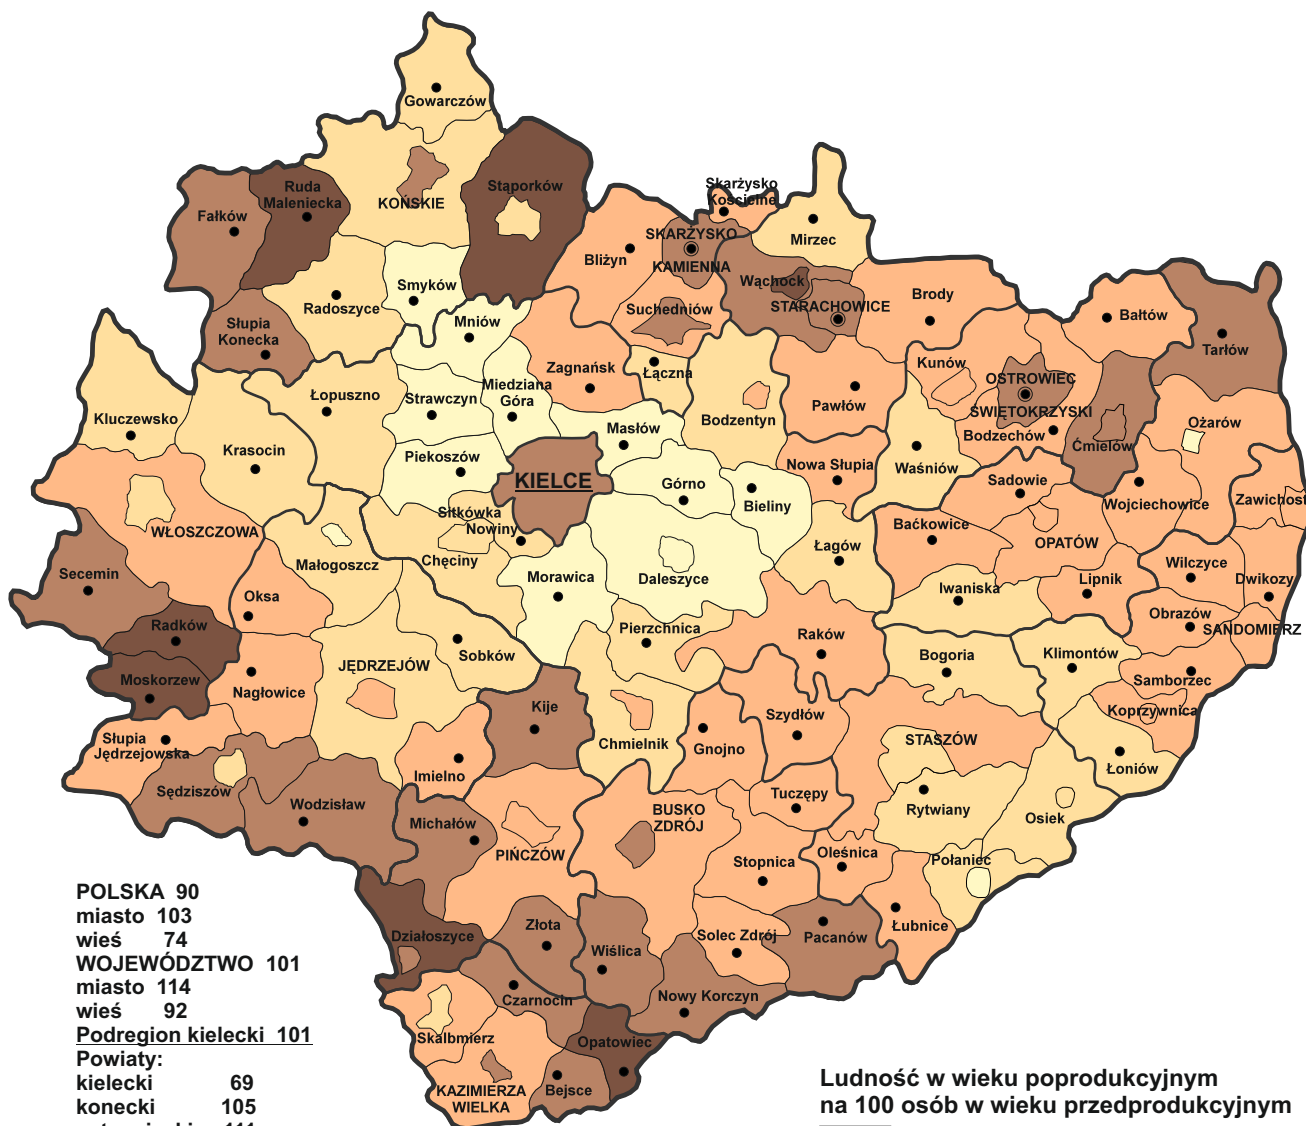 Gowarczów
Stąporków
Ruda
Maleniecka
KOŃSKIE
Fałków
Skarżysko
Kościelne
SKARŻYSKO
KAMIENNA
Mirzec
Bliżyn
Smyków
Radoszyce
Wąchock
STARACHOWICE
Brody
Suchedniów
Bałtów
Tarłów
Słupia
Konecka
Mniów
Zagnańsk
Łączna
Kunów
OSTROWIEC
ŚWIĘTOKRZYSKI
Łopuszno
Strawczyn
Miedziana
Góra
Pawłów
Kluczewsko
Bodzentyn
Masłów
Bodzechów
Ćmielów
Ożarów
Krasocin
Piekoszów
KIELCE
Nowa Słupia
Waśniów
Górno
Bieliny
Sadowie
Wojciechowice
Zawichost
WŁOSZCZOWA
Sitkówka
Nowiny
Baćkowice
OPATÓW
Małogoszcz
Chęciny
Łagów
Secemin
Morawica
Daleszyce
Iwaniska
Lipnik
Wilczyce
Dwikozy
Oksa
Obrazów
SANDOMIERZ
Radków
Pierzchnica
Raków
Sobków
JĘDRZEJÓW
Bogoria
Klimontów
Moskorzew
Nagłowice
Samborzec
Kije
Szydłów
Koprzywnica
Słupia
Jędrzejowska
Chmielnik
Gnojno
STASZÓW
Łoniów
Imielno
Sędziszów
Wodzisław
Tuczępy
Rytwiany
Osiek
Michałów
BUSKO
ZDRÓJ
PIŃCZÓW
Stopnica
Oleśnica
Połaniec
Działoszyce
Złota
Wiślica
Solec Zdrój
Pacanów
Łubnice
Czarnocin
Nowy Korczyn
Skalbmierz
Opatowiec
KAZIMIERZA
WIELKA
Bejsce
POLSKA 90
miasto 103
wieś 74
WOJEWÓDZTWO 101
miasto 114
wieś 92
Podregion kielecki 101
Powiaty:
kielecki 69
konecki 105
Ludność w wieku poprodukcyjnym
na 100 osób w wieku przedprodukcyjnym